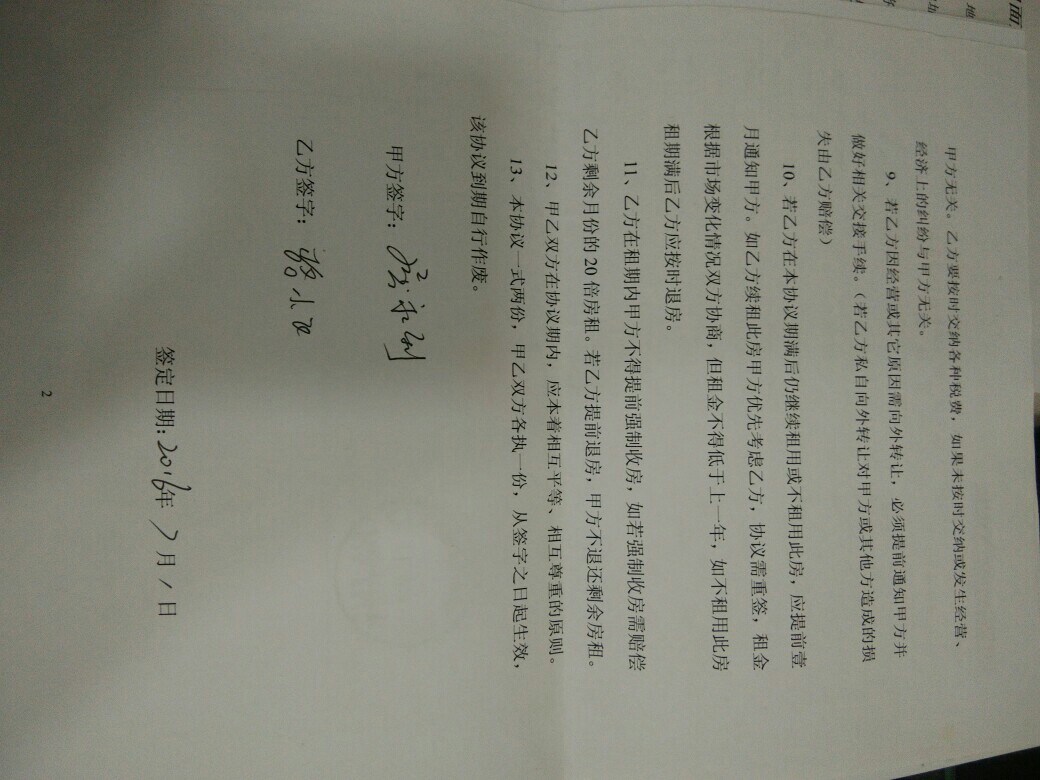 甲方无关。乙方要按时交纳各种税费，如果未按时交纳或发生经营、
经济上的纠纷与甲方无关。
9、若乙方因经营或其它原因需向外转让，必须提前通知甲方并
做好相关交接手续。（若乙方私自向外转让对甲方或其他方造成的损
失由乙方赔偿）
10、若乙方在本协议期满后仍继续租用或不租用此房，应提前壹
月通知甲方。如乙方续租此房甲方优先考虑乙方，协议需重签，租金
根据市场变化情况双方协商，但租金不得低于上一年，如不租用此房
租期满后乙方应按时退房。
11、乙方在租期内甲方不得提前强制收房，如若强制收房需赔偿
乙方剩余月份的20倍房租。若乙方提前退房，甲方不退还剩余房租。
12、甲乙双方在协议期内，应本着相互平等、相互尊重的原则。
13、本协议一式两份，甲乙双方各执一份，从签字之日起生效，
该协议到期自行作废。
甲方签字：
乙方签字：
签定日期：2016年 7月1日
2